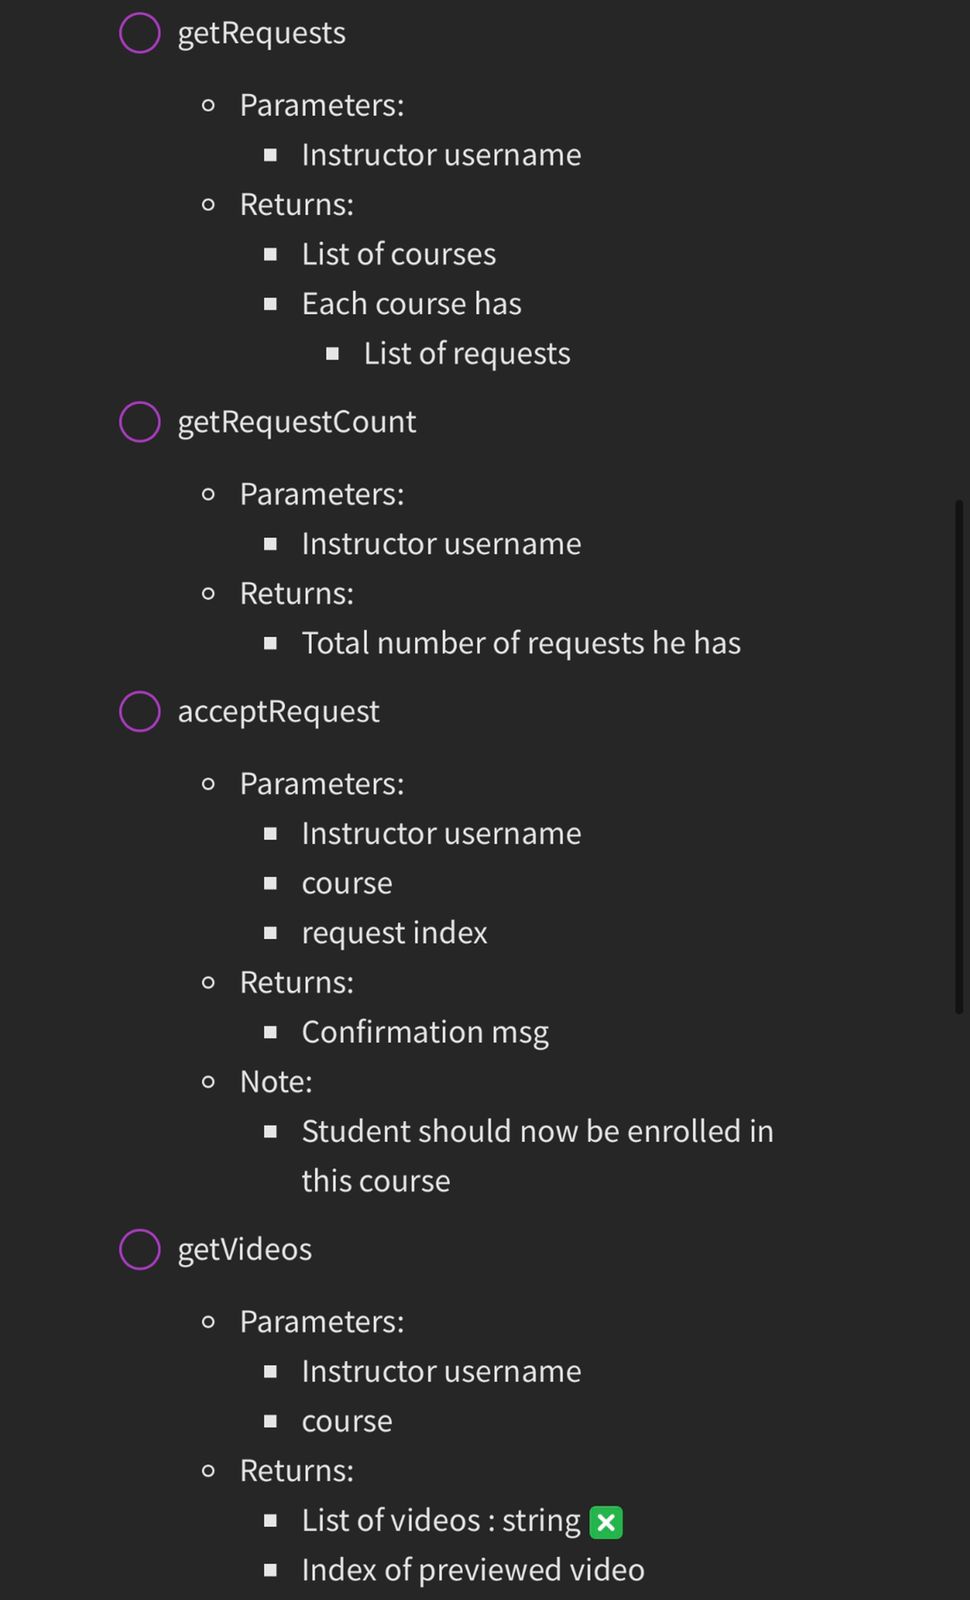 getRequests
Parameters:
Instructor username
Returns:
List of courses
Each course has
List of requests
getRequestCount
Parameters:
Instructor username
Returns:
Total number of requests he has
acceptRequest
Parameters:
Instructor username
course
request index
Returns:
Confirmation msg
Note:
Student should now be enrolled in
this course
getVideos
Parameters:
Instructor username
course
Returns:
List of videos : string ❎
Index of previewed video